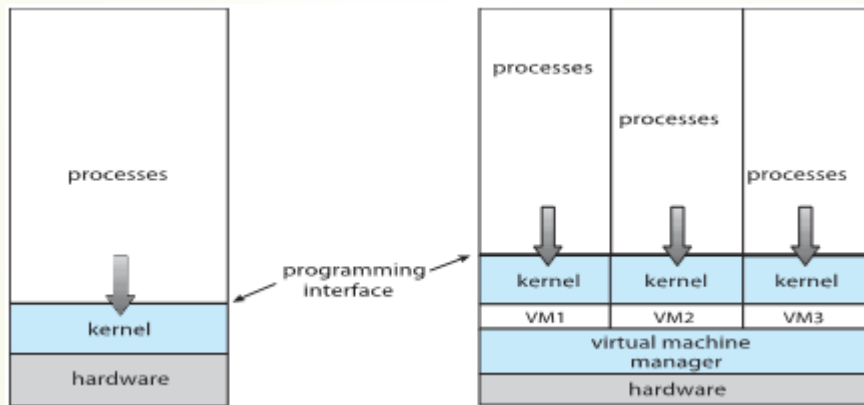 processes
kernel
hardware
programming
interface
processes
processes
processes
kernel
kernel
kernel
VM1
VM2
VM3
virtual machine
manager
hardware